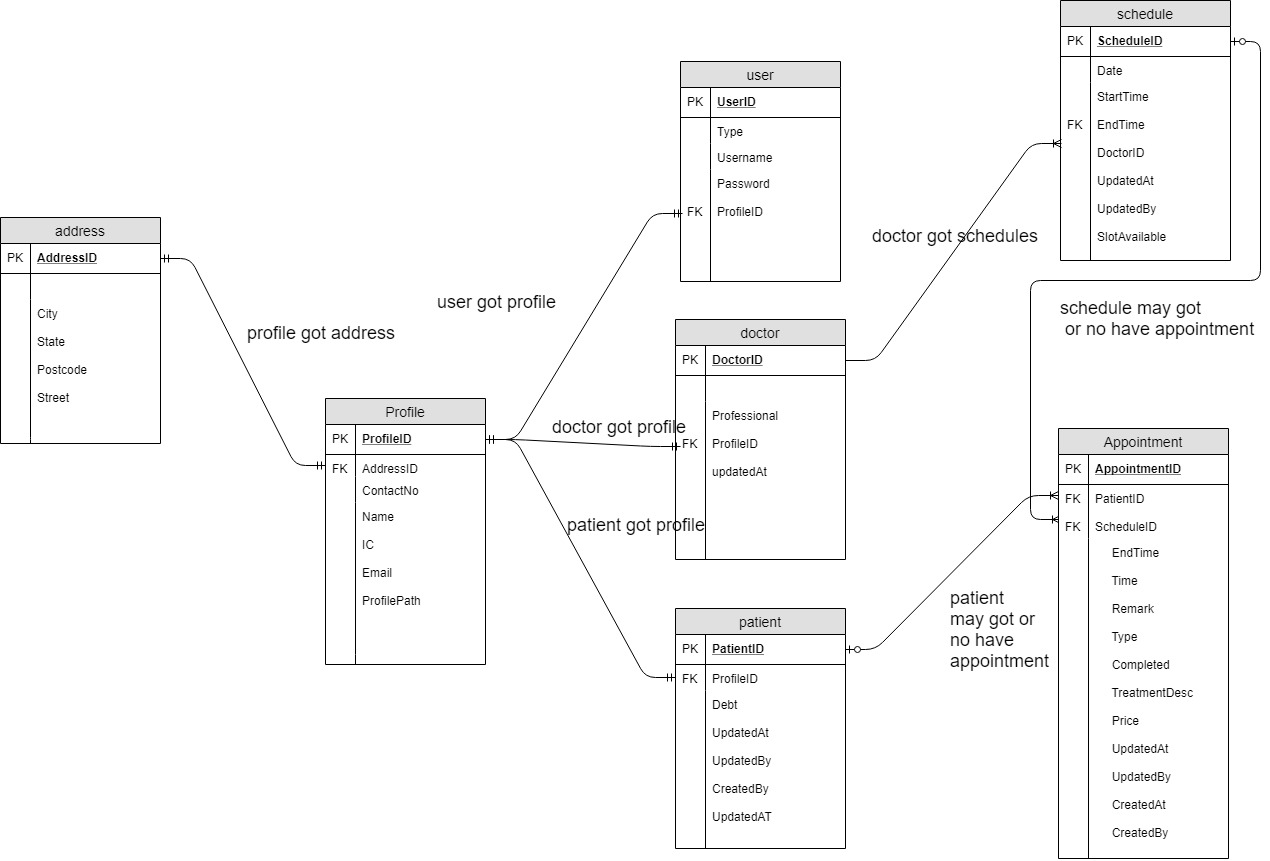 schedule
PK ScheduleID
Date
StartTime
FK EndTime
DoctorID
UpdatedAt
UpdatedBy
SlotAvailable
user
PK UserID
Type
Username
Password
FK ProfileID
address
PK AddressID
City
State
Postcode
Street
doctor got schedules
user got profile
profile got address
schedule may got
or no have appointment
doctor
PK DoctorID
Professional
FK ProfileID
updatedAt
doctor got profile
Profile
PK ProfileID
FK AddressID
ContactNo
Name
IC
Email
ProfilePath
patient got profile
Appointment
PK AppointmentID
FK PatientID
FK ScheduleID
EndTime
Time
Remark
Type
Completed
TreatmentDesc
Price
UpdatedAt
UpdatedBy
CreatedAt
CreatedBy
patient
may got or
no have
appointment
patient
PK PatientID
FK ProfileID
Debt
UpdatedAt
UpdatedBy
CreatedBy
UpdatedAT